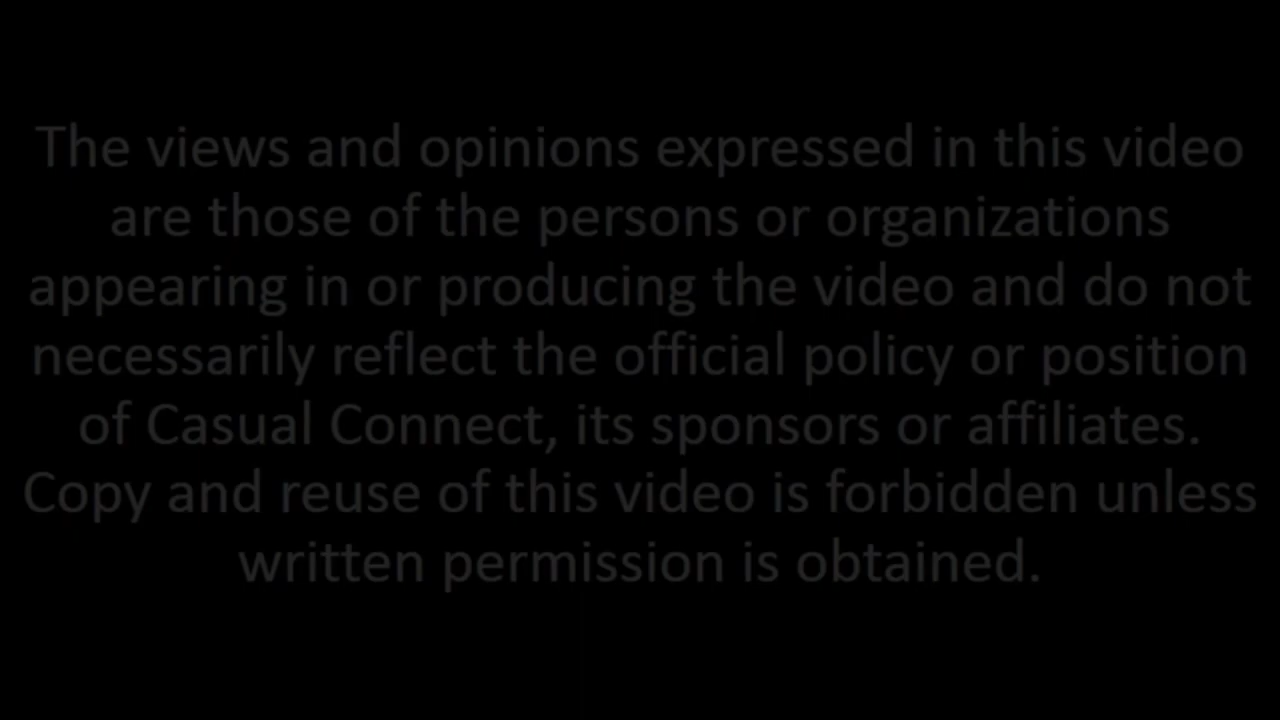 The views and opinions expressed in this video
are those of the persons or organizations
appearing in or producing the video and do not
necessarily reflect the official policy or position
of Casual Connect, its sponsors or affiliates.
Copy and reuse of this video is forbidden unless
written permission is obtained.